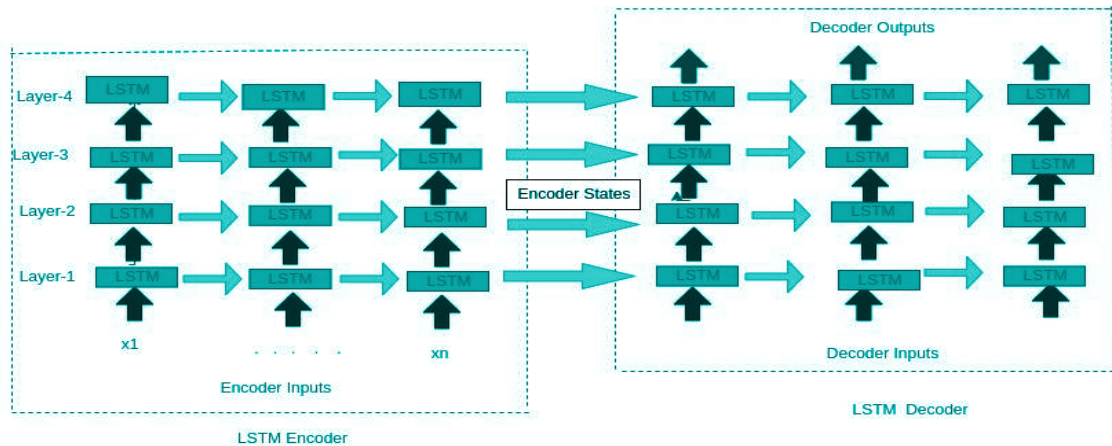 Decoder Outputs
Layer-4 LSTM LSTM LSTM LSTM LSTM LSTM
Layer-3 LSTM LSTM LSTM LSTM LSTM LSTM
Encoder States
Layer-2 LSTM LSTM LSTM LSTM LSTM LSTM
Layer-1 LSTM LSTM LSTM LSTM LSTM LSTM
x1 . . . . . xn
Decoder Inputs
Encoder Inputs
LSTM Decoder
LSTM Encoder